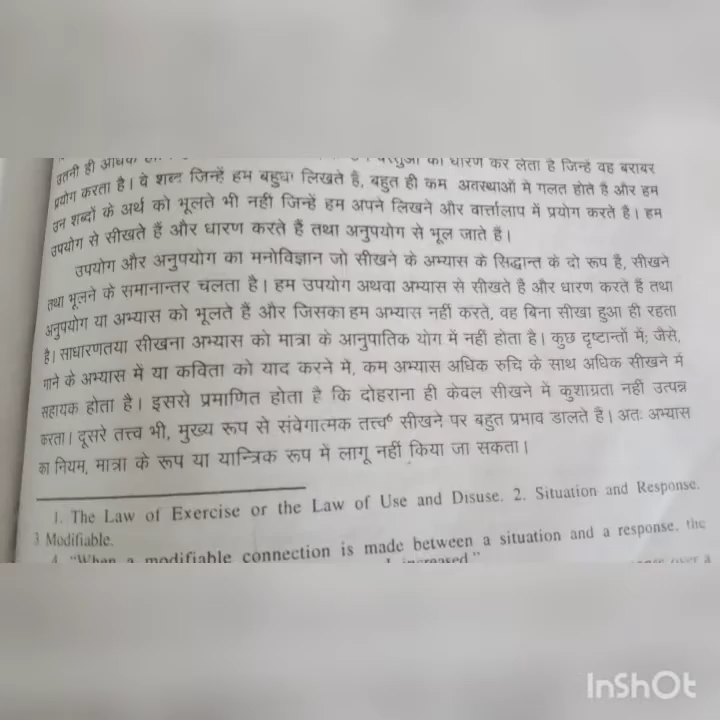 उतनी ही अधिक वस्तुओं को धारण कर लेता है जिन्हें वह बराबर
प्रयोग करता है। वे शब्द जिन्हें हम बहुधा लिखते हैं, बहुत ही कम अवस्थाओं में गलत होते हैं और हम
उन शब्दों के अर्थ को भूलते भी नहीं जिन्हें हम अपने लिखने और वार्त्तालाप में प्रयोग करते हैं। हम
उपयोग से सीखते हैं और धारण करते हैं तथा अनुपयोग से भूल जाते हैं।
उपयोग और अनुपयोग का मनोविज्ञान जो सीखने के अभ्यास के सिद्धान्त के दो रूप हैं, सीखने
तथा भूलने के समानान्तर चलता है। हम उपयोग अथवा अभ्यास से सीखते हैं और धारण करते हैं तथा
अनुपयोग या अभ्यास को भूलते हैं और जिसका हम अभ्यास नहीं करते, वह बिना सीखा हुआ ही रहता
है। साधारणतया सीखना अभ्यास को मात्रा के आनुपातिक योग में नहीं होता है। कुछ दृष्टान्तों में; जैसे,
गाने के अभ्यास में या कविता को याद करने में, कम अभ्यास अधिक रुचि के साथ अधिक सीखने में
सहायक होता है। इससे प्रमाणित होता है कि दोहराना ही केवल सीखने में कुशाग्रता नहीं उत्पन्न
करता। दूसरे तत्त्व भी, मुख्य रूप से संवेगात्मक तत्त्व⁶ सीखने पर बहुत प्रभाव डालते हैं। अतः अभ्यास
का नियम, मात्रा के रूप या यान्त्रिक रूप में लागू नहीं किया जा सकता।
1. The Law of Exercise or the Law of Use and Disuse. 2. Situation and Response.
3 Modifiable.
4. "When a modifiable connection is made between a situation and a response, the
increased."
InShOt